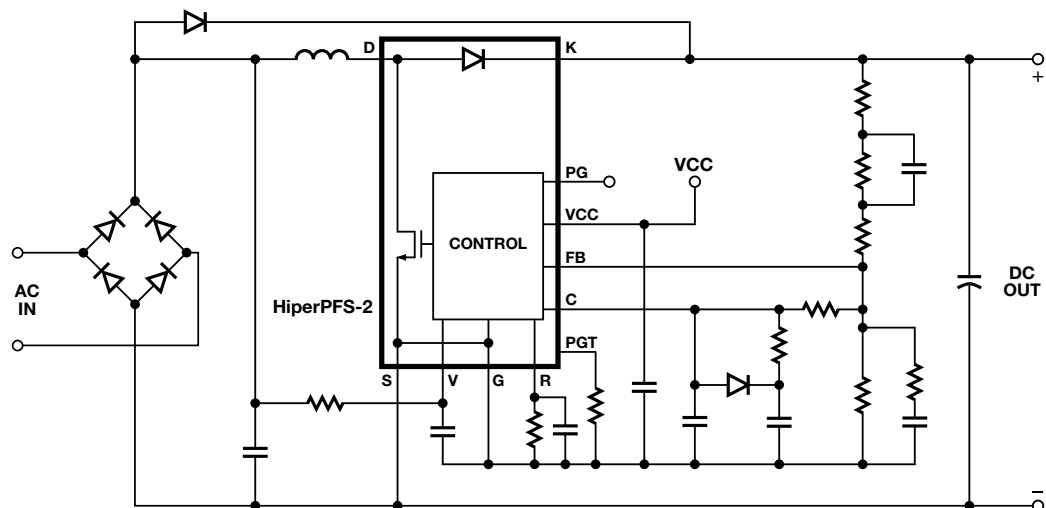 D
K
+
PG
VCC
VCC
CONTROL
FB
AC
IN
DC
OUT
HiperPFS-2
C
PGT
S
V
G
R
−